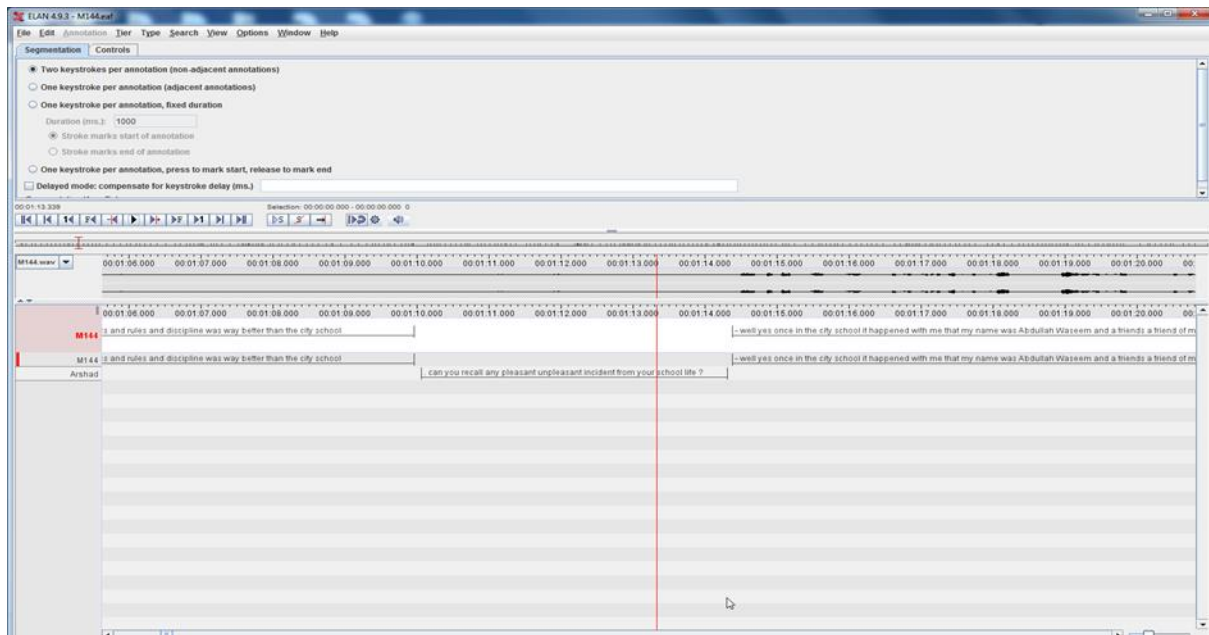 ELAN 4.9.3 - M144.eaf
File Edit Annotation Tier Type Search View Options Window Help
Segmentation Controls
Two keystrokes per annotation (non-adjacent annotations)
One keystroke per annotation (adjacent annotations)
One keystroke per annotation, fixed duration
Duration (ms.): 1000
Stroke marks start of annotation
Stroke marks end of annotation
One keystroke per annotation, press to mark start, release to mark end
Delayed mode: compensate for keystroke delay (ms.)
00:01:13.339 Selection: 00:00:00.000 - 00:00:00.000 0
M144.wav 00:01:06.000 00:01:07.000 00:01:08.000 00:01:09.000 00:01:10.000 00:01:11.000 00:01:12.000 00:01:13.000 00:01:14.000 00:01:15.000 00:01:16.000 00:01:17.000 00:01:18.000 00:01:19.000 00:01:20.000 00:
00:01:06.000 00:01:07.000 00:01:08.000 00:01:09.000 00:01:10.000 00:01:11.000 00:01:12.000 00:01:13.000 00:01:14.000 00:01:15.000 00:01:16.000 00:01:17.000 00:01:18.000 00:01:19.000 00:01:20.000 00:
M144 s and rules and discipline was way better than the city school - well yes once in the city school it happened with me that my name was Abdullah Waseem and a friends a friend of m
M144 s and rules and discipline was way better than the city school - well yes once in the city school it happened with me that my name was Abdullah Waseem and a friends a friend of m
Arshad can you recall any pleasant unpleasant incident from your school life ?